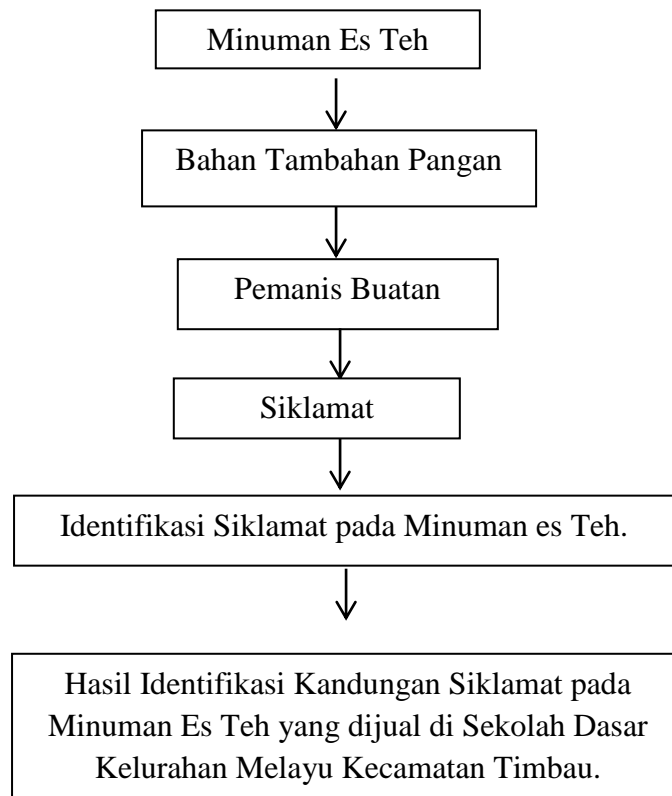 Minuman Es Teh
Bahan Tambahan Pangan
Pemanis Buatan
Siklamat
Identifikasi Siklamat pada Minuman es Teh.
Hasil Identifikasi Kandungan Siklamat pada
Minuman Es Teh yang dijual di Sekolah Dasar
Kelurahan Melayu Kecamatan Timbau.